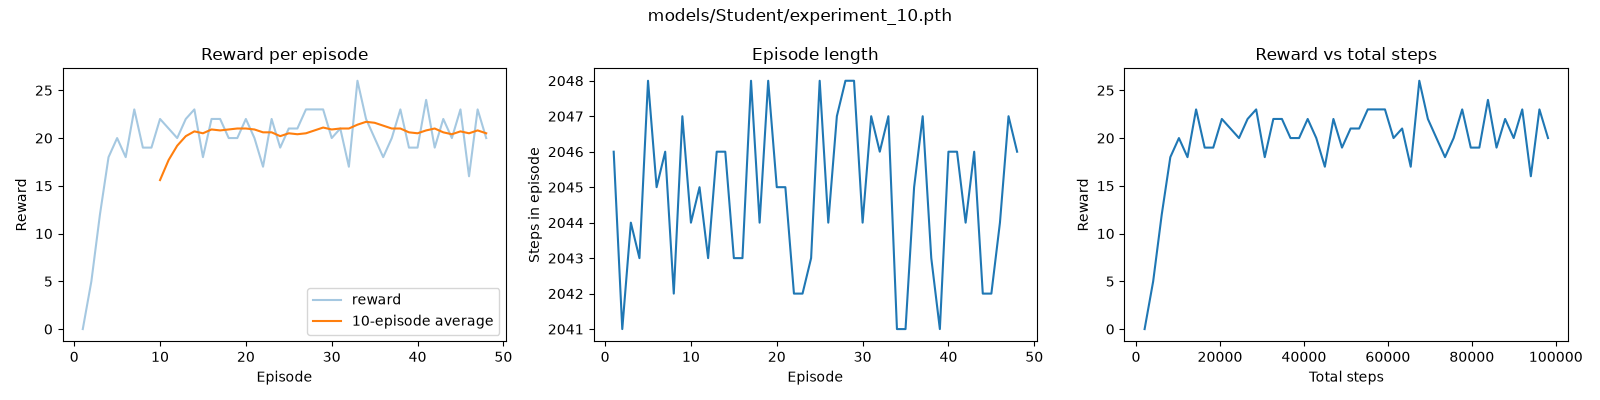 models/Student/experiment_10.pth
Reward per episode
25
20
15
10
5
0
Reward
reward
10-episode average
0 10 20 30 40 50
Episode
Episode length
2048
2047
2046
2045
2044
2043
2042
2041
Steps in episode
0 10 20 30 40 50
Episode
Reward vs total steps
25
20
15
10
5
0
Reward
0 20000 40000 60000 80000 100000
Total steps